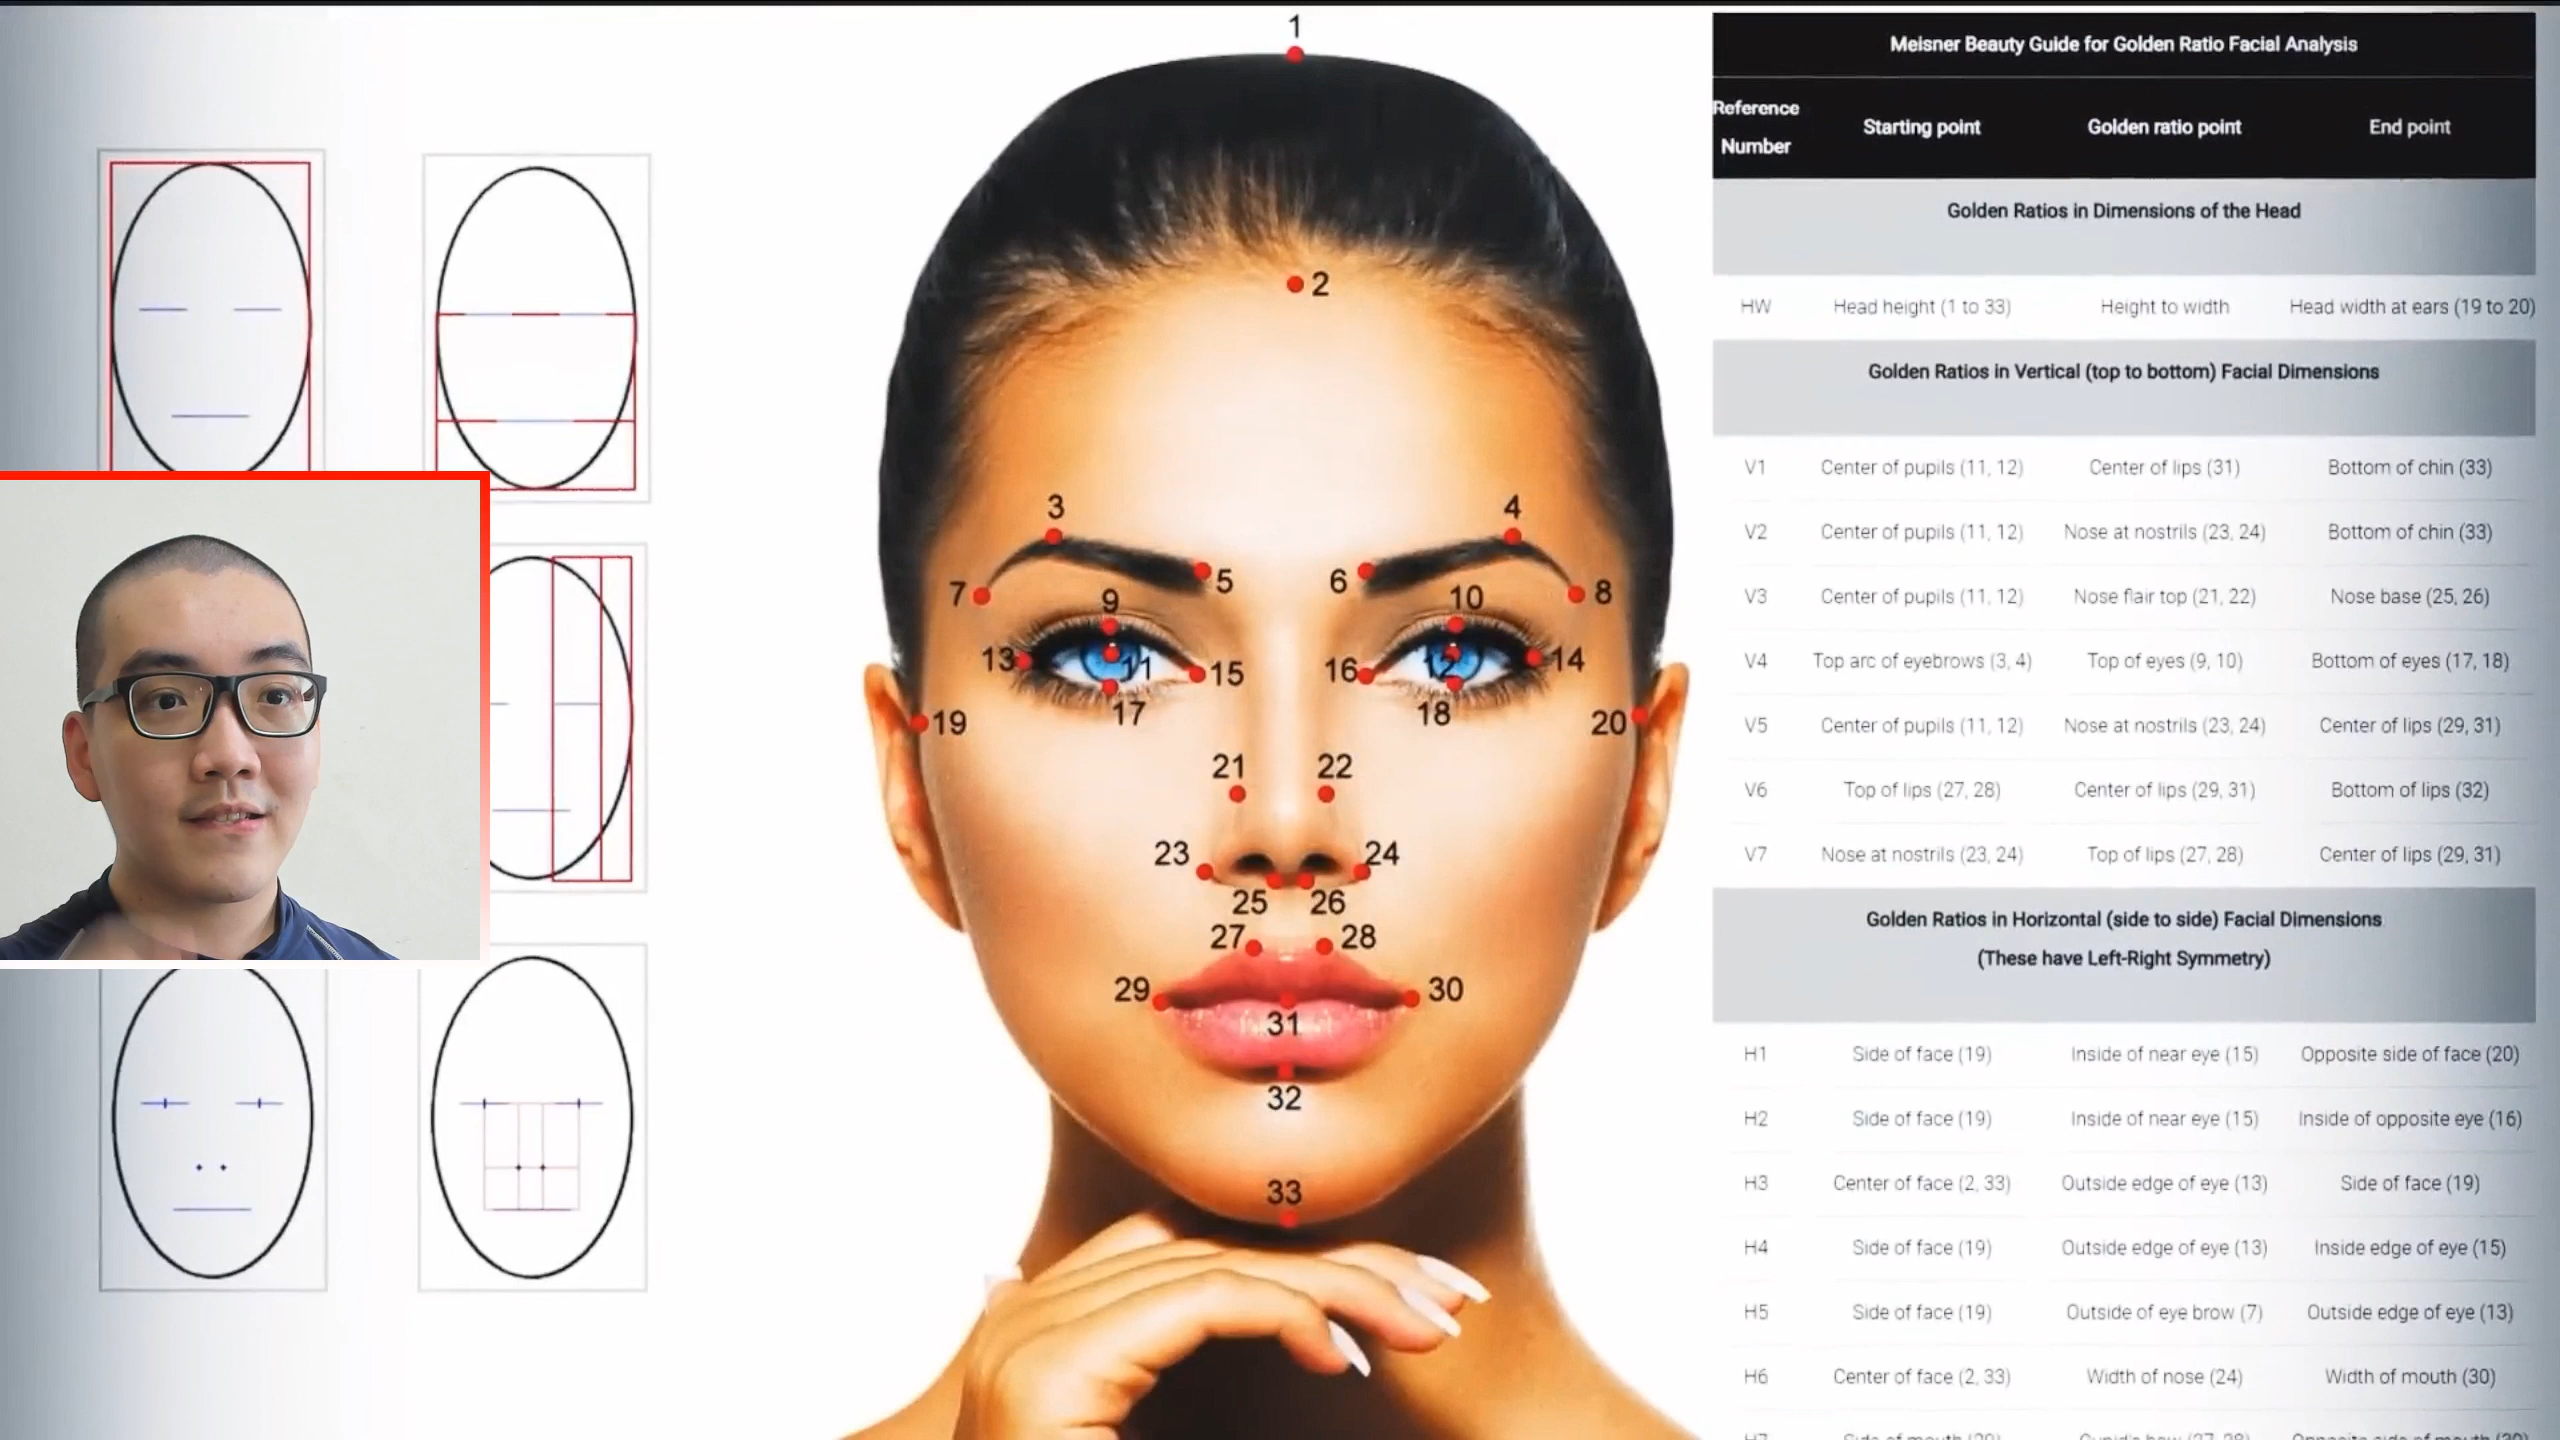 1
2
3
4
5
6
7
8
9
10
11
12
13
14
15
16
17
18
19
20
21
22
23
24
25
26
27
28
29
30
31
32
33
Meisner Beauty Guide for Golden Ratio Facial Analysis
Reference Number Starting point Golden ratio point End point
Golden Ratios in Dimensions of the Head
HW Head height (1 to 33) Height to width Head width at ears (19 to 20)
Golden Ratios in Vertical (top to bottom) Facial Dimensions
V1 Center of pupils (11, 12) Center of lips (31) Bottom of chin (33)
V2 Center of pupils (11, 12) Nose at nostrils (23, 24) Bottom of chin (33)
V3 Center of pupils (11, 12) Nose flair top (21, 22) Nose base (25, 26)
V4 Top arc of eyebrows (3, 4) Top of eyes (9, 10) Bottom of eyes (17, 18)
V5 Center of pupils (11, 12) Nose at nostrils (23, 24) Center of lips (29, 31)
V6 Top of lips (27, 28) Center of lips (29, 31) Bottom of lips (32)
V7 Nose at nostrils (23, 24) Top of lips (27, 28) Center of lips (29, 31)
Golden Ratios in Horizontal (side to side) Facial Dimensions
(These have Left-Right Symmetry)
H1 Side of face (19) Inside of near eye (15) Opposite side of face (20)
H2 Side of face (19) Inside of near eye (15) Inside of opposite eye (16)
H3 Center of face (2, 33) Outside edge of eye (13) Side of face (19)
H4 Side of face (19) Outside edge of eye (13) Inside edge of eye (15)
H5 Side of face (19) Outside of eye brow (7) Outside edge of eye (13)
H6 Center of face (2, 33) Width of nose (24) Width of mouth (30)